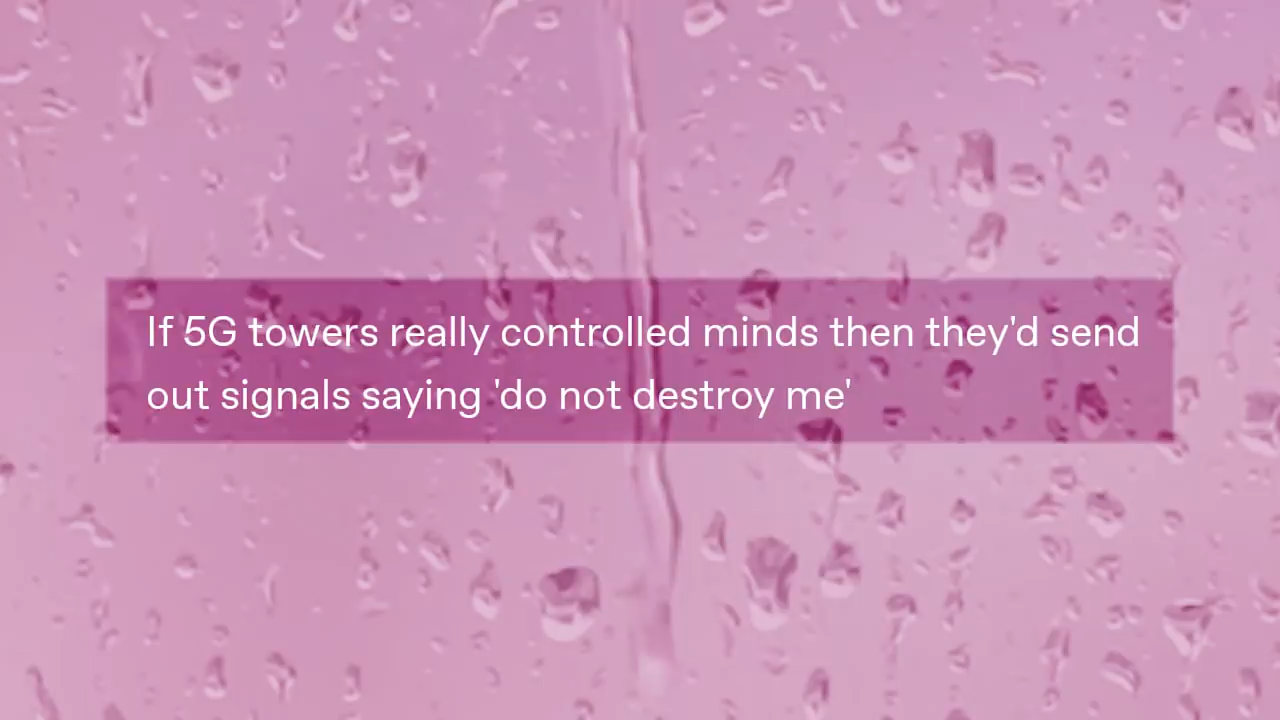 If 5G towers really controlled minds then they'd send
out signals saying 'do not destroy me'